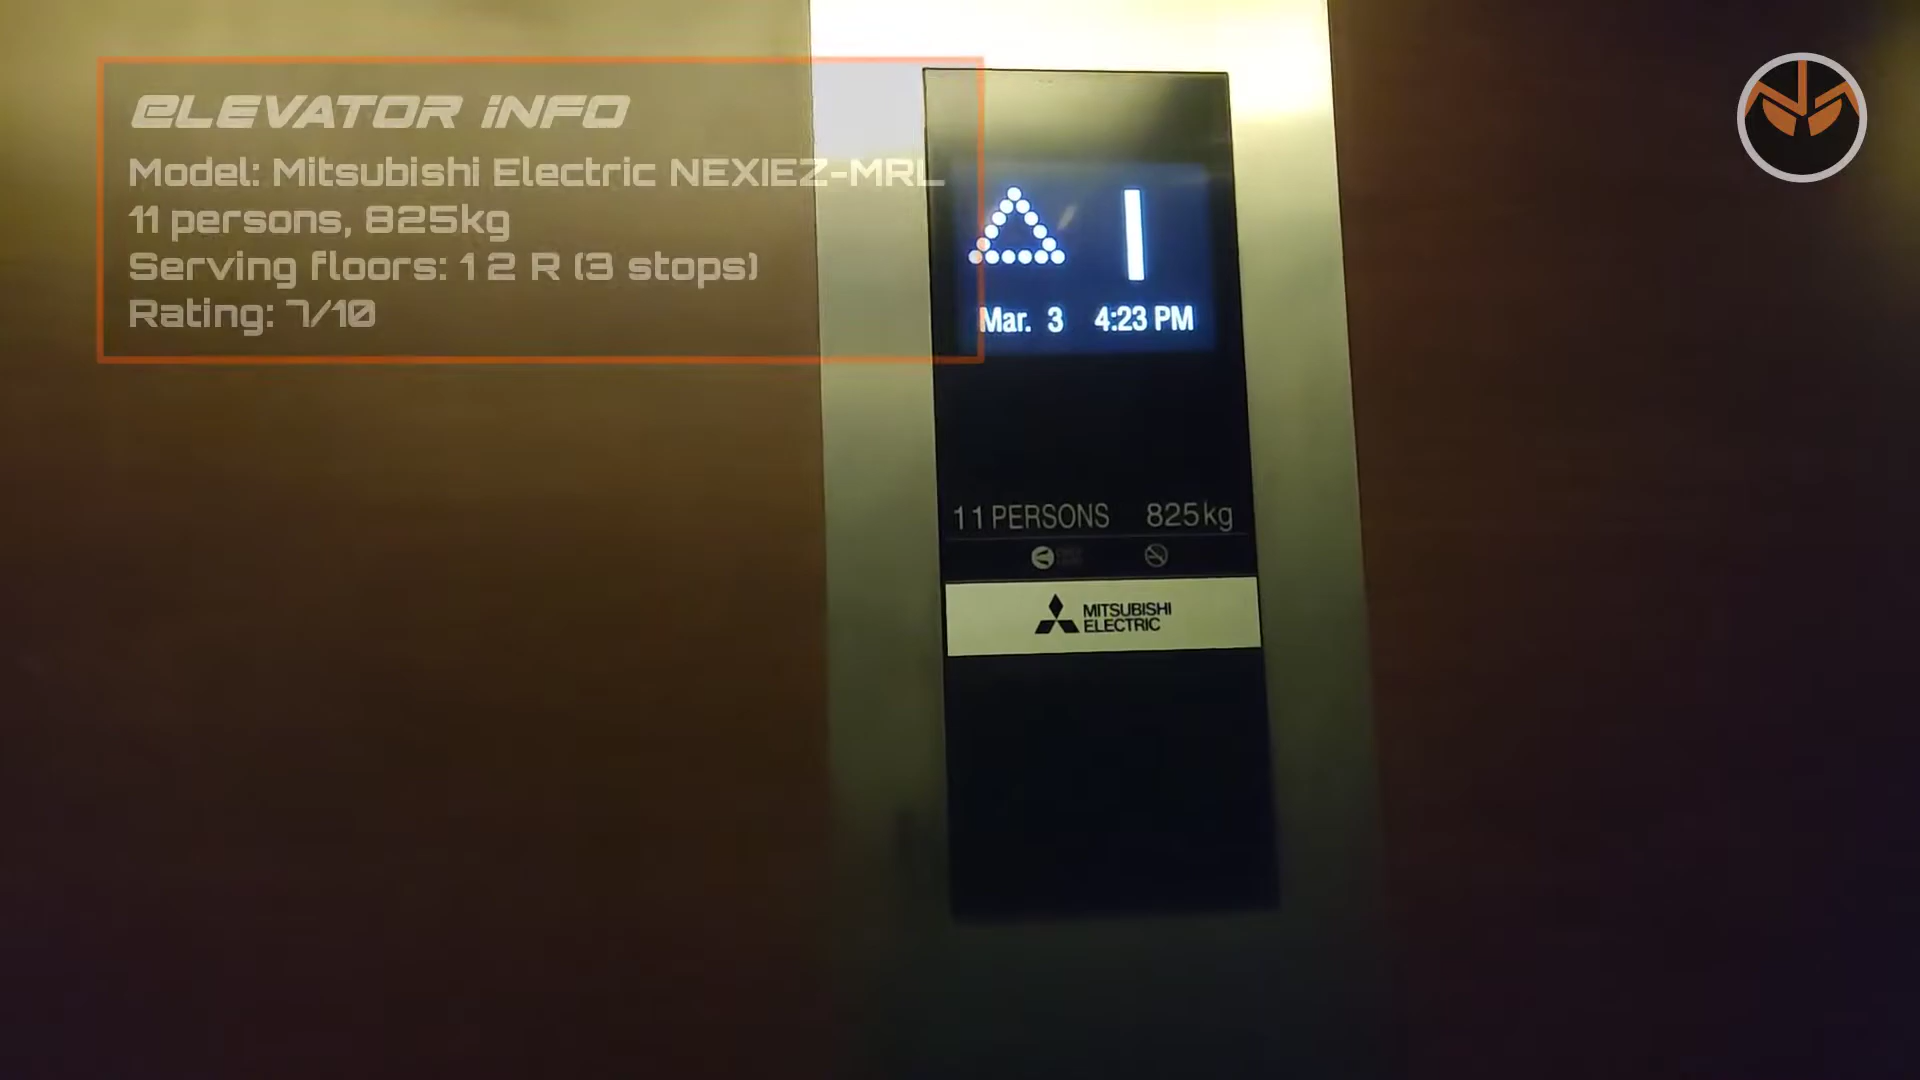 ELEVATOR INFO
Model: Mitsubishi Electric NEXIEZ-MRL
11 persons, 825kg
Serving floors: 1 2 R (3 stops)
Rating: 7/10
1
Mar. 3 4:23 PM
11 PERSONS 825kg
MITSUBISHI
ELECTRIC